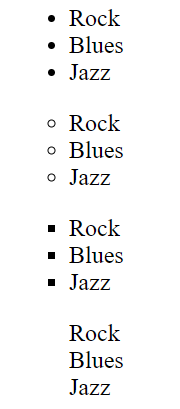 • Rock
• Blues
• Jazz
○ Rock
○ Blues
○ Jazz
▪ Rock
▪ Blues
▪ Jazz
Rock
Blues
Jazz